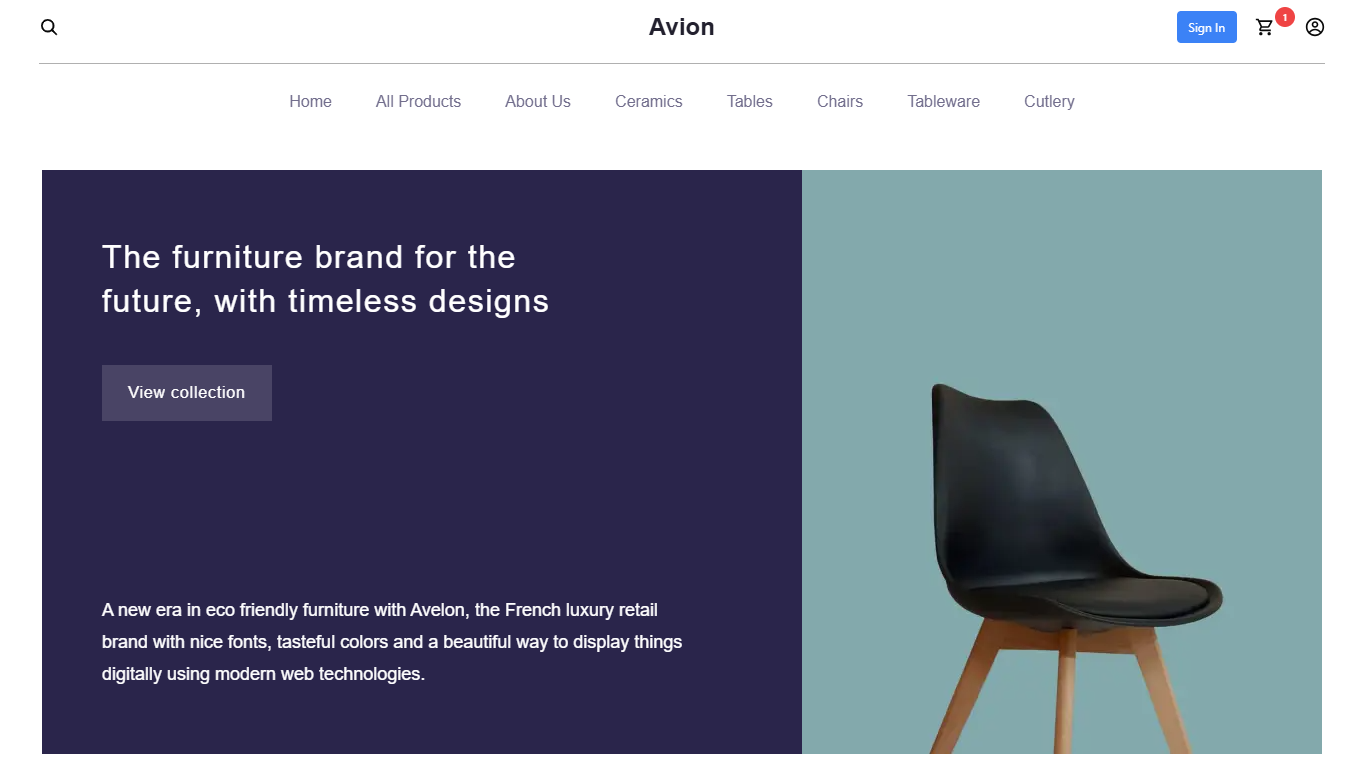 Avion
Sign In
1
Home All Products About Us Ceramics Tables Chairs Tableware Cutlery
The furniture brand for the
future, with timeless designs
View collection
A new era in eco friendly furniture with Avelon, the French luxury retail
brand with nice fonts, tasteful colors and a beautiful way to display things
digitally using modern web technologies.